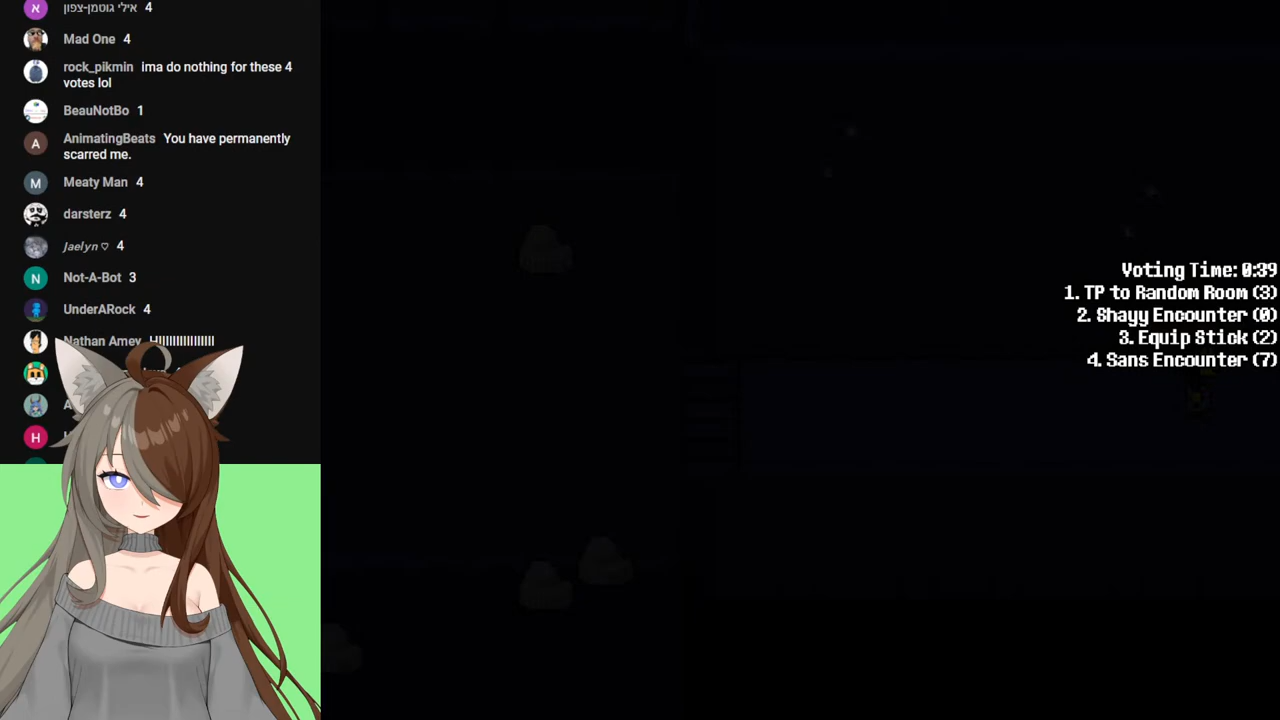 אילי גוטמן-צפון 4
Mad One 4
rock_pikmin ima do nothing for these 4
votes lol
BeauNotBo 1
AnimatingBeats You have permanently
scarred me.
Meaty Man 4
darsterz 4
Jaelyn ♡ 4
Not-A-Bot 3
UnderARock 4
Nathan Amey
Voting Time: 0:39
1. TP to Random Room (3)
2. Shayy Encounter (0)
3. Equip Stick (2)
4. Sans Encounter (7)